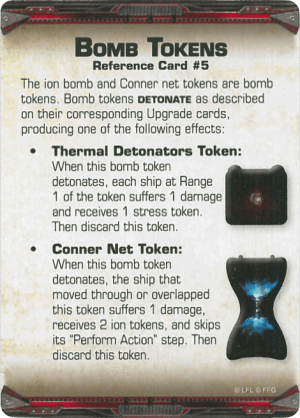 BOMB TOKENS
Reference Card #5
The ion bomb and Conner net tokens are bomb
tokens. Bomb tokens DETONATE as described
on their corresponding Upgrade cards,
producing one of the following effects:
• Thermal Detonators Token:
When this bomb token
detonates, each ship at Range
1 of the token suffers 1 damage
and receives 1 stress token.
Then discard this token.
• Conner Net Token:
When this bomb token
detonates, the ship that
moved through or overlapped
this token suffers 1 damage,
receives 2 ion tokens, and skips
its "Perform Action" step. Then
discard this token.
© LFL © FFG